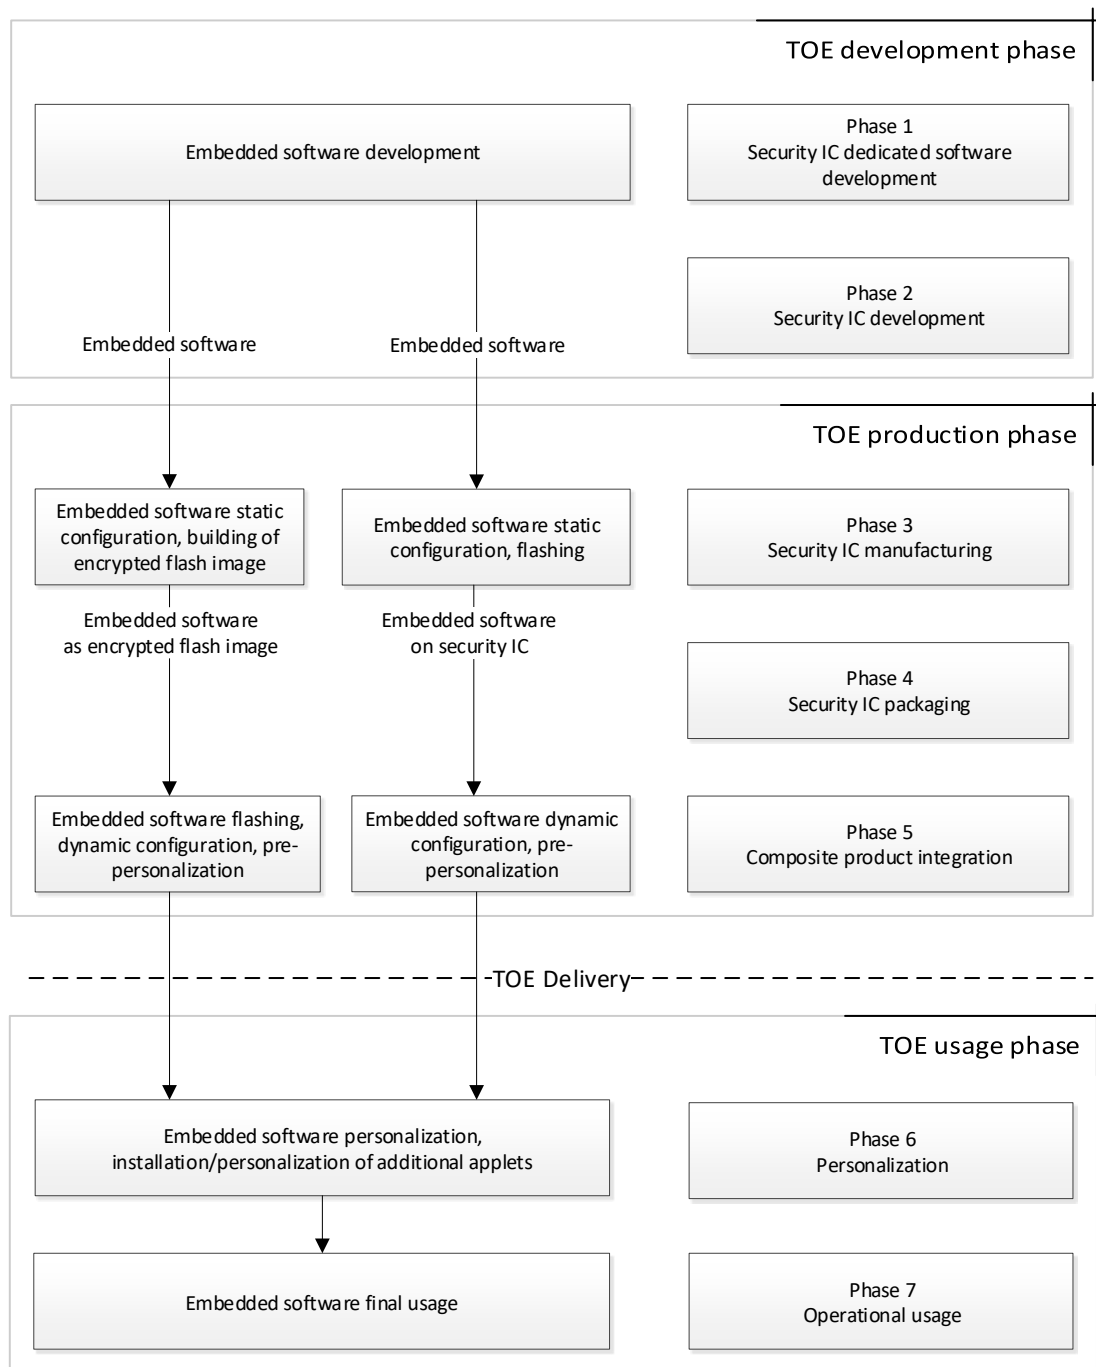 TOE development phase
Embedded software development
Phase 1
Security IC dedicated software
development
Phase 2
Security IC development
Embedded software
Embedded software
TOE production phase
Embedded software static
configuration, building of
encrypted flash image
Embedded software static
configuration, flashing
Phase 3
Security IC manufacturing
Embedded software
as encrypted flash image
Embedded software
on security IC
Phase 4
Security IC packaging
Embedded software flashing,
dynamic configuration, pre-
personalization
Embedded software dynamic
configuration, pre-
personalization
Phase 5
Composite product integration
TOE Delivery
TOE usage phase
Embedded software personalization,
installation/personalization of additional applets
Phase 6
Personalization
Embedded software final usage
Phase 7
Operational usage